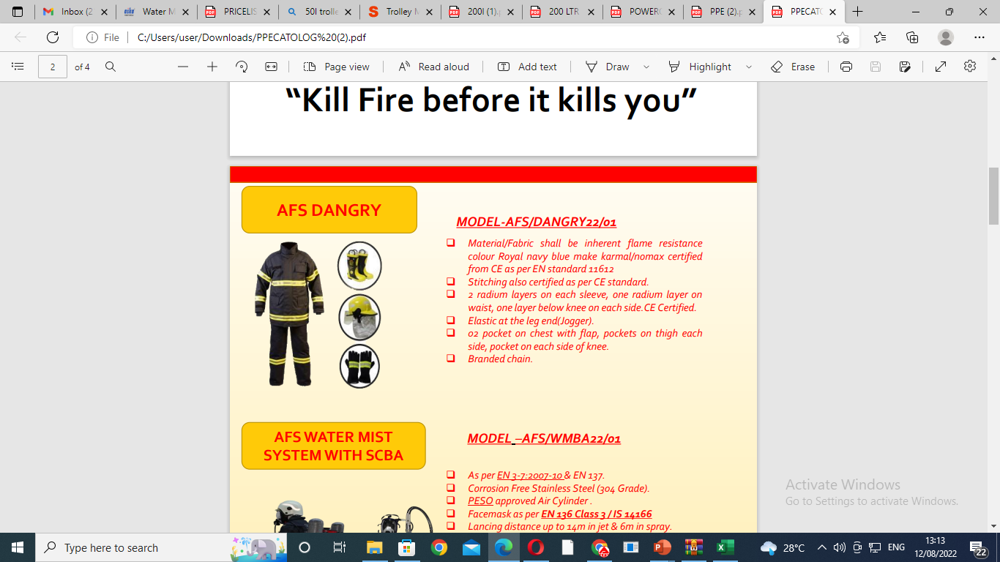 Inbox (2
Water M
PRICELIS
50l trolle
Trolley M
200l (1).p
200 LTR
POWERC
PPE (2).p
PPECATO
File
C:/Users/user/Downloads/PPECATOLOG%20(2).pdf
2
of 4
Page view
Read aloud
Add text
Draw
Highlight
Erase
“Kill Fire before it kills you”
AFS DANGRY
MODEL-AFS/DANGRY22/01
Material/Fabric shall be inherent flame resistance
colour Royal navy blue make karmal/nomax certified
from CE as per EN standard 11612
Stitching also certified as per CE standard.
2 radium layers on each sleeve, one radium layer on
waist, one layer below knee on each side.CE Certified.
Elastic at the leg end(Jogger).
02 pocket on chest with flap, pockets on thigh each
side, pocket on each side of knee.
Branded chain.
AFS WATER MIST
SYSTEM WITH SCBA
MODEL –AFS/WMBA22/01
As per EN 3-7:2007-10 & EN 137.
Corrosion Free Stainless Steel (304 Grade).
PESO approved Air Cylinder .
Facemask as per EN 136 Class 3 / IS 14166
Lancing distance up to 14m in jet & 6m in spray.
Activate Windows
Go to Settings to activate Windows.
Type here to search
28°C
ENG
13:13
12/08/2022
22